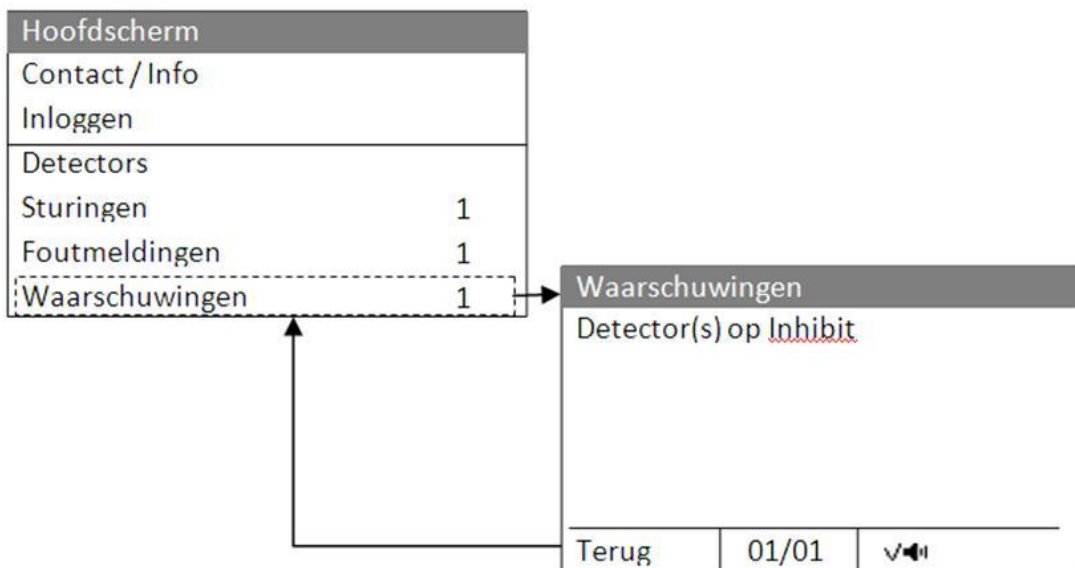 Hoofdscherm
Contact / Info
Inloggen
Detectors
Sturingen 1
Foutmeldingen 1
Waarschuwingen 1
Waarschuwingen
Detector(s) op Inhibit
Terug 01/01 √